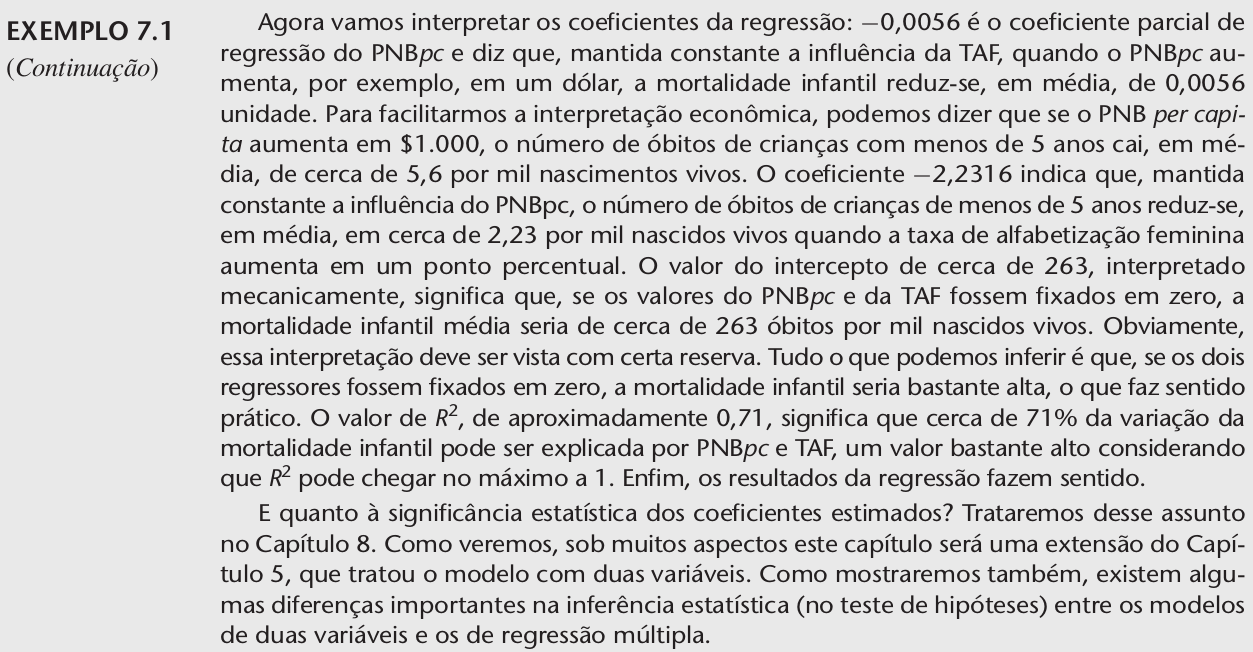 EXEMPLO 7.1
(Continuação)
Agora vamos interpretar os coeficientes da regressão: −0,0056 é o coeficiente parcial de
regressão do PNBpc e diz que, mantida constante a influência da TAF, quando o PNBpc au-
menta, por exemplo, em um dólar, a mortalidade infantil reduz-se, em média, de 0,0056
unidade. Para facilitarmos a interpretação econômica, podemos dizer que se o PNB per capi-
ta aumenta em $1.000, o número de óbitos de crianças com menos de 5 anos cai, em mé-
dia, de cerca de 5,6 por mil nascimentos vivos. O coeficiente −2,2316 indica que, mantida
constante a influência do PNBpc, o número de óbitos de crianças de menos de 5 anos reduz-se,
em média, em cerca de 2,23 por mil nascidos vivos quando a taxa de alfabetização feminina
aumenta em um ponto percentual. O valor do intercepto de cerca de 263, interpretado
mecanicamente, significa que, se os valores do PNBpc e da TAF fossem fixados em zero, a
mortalidade infantil média seria de cerca de 263 óbitos por mil nascidos vivos. Obviamente,
essa interpretação deve ser vista com certa reserva. Tudo o que podemos inferir é que, se os dois
regressores fossem fixados em zero, a mortalidade infantil seria bastante alta, o que faz sentido
prático. O valor de R², de aproximadamente 0,71, significa que cerca de 71% da variação da
mortalidade infantil pode ser explicada por PNBpc e TAF, um valor bastante alto considerando
que R² pode chegar no máximo a 1. Enfim, os resultados da regressão fazem sentido.
E quanto à significância estatística dos coeficientes estimados? Trataremos desse assunto
no Capítulo 8. Como veremos, sob muitos aspectos este capítulo será uma extensão do Capí-
tulo 5, que tratou o modelo com duas variáveis. Como mostraremos também, existem algu-
mas diferenças importantes na inferência estatística (no teste de hipóteses) entre os modelos
de duas variáveis e os de regressão múltipla.